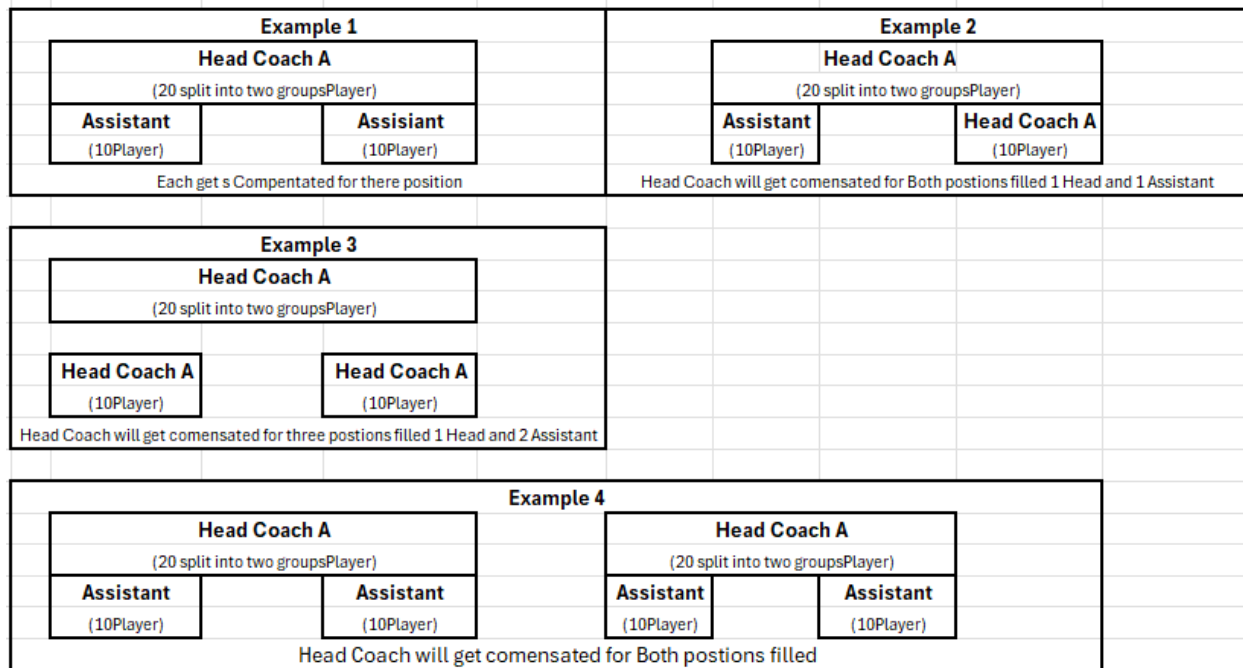 Example 1
Head Coach A
(20 split into two groupsPlayer)
Assistant Assisiant
(10Player) (10Player)
Each get s Compentated for there position
Example 2
Head Coach A
(20 split into two groupsPlayer)
Assistant Head Coach A
(10Player) (10Player)
Head Coach will get comensated for Both postions filled 1 Head and 1 Assistant
Example 3
Head Coach A
(20 split into two groupsPlayer)
Head Coach A Head Coach A
(10Player) (10Player)
Head Coach will get comensated for three postions filled 1 Head and 2 Assistant
Example 4
Head Coach A Head Coach A
(20 split into two groupsPlayer) (20 split into two groupsPlayer)
Assistant Assistant Assistant Assistant
(10Player) (10Player) (10Player) (10Player)
Head Coach will get comensated for Both postions filled